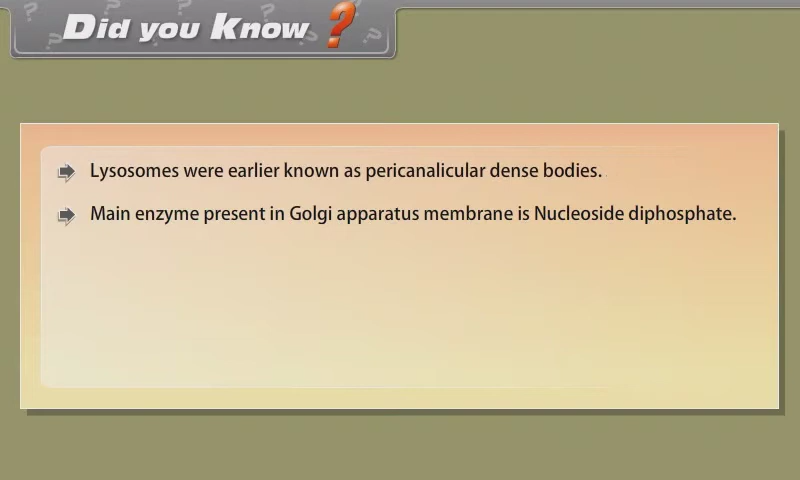 Did you Know ?
Lysosomes were earlier known as pericanalicular dense bodies.
Main enzyme present in Golgi apparatus membrane is Nucleoside diphosphate.